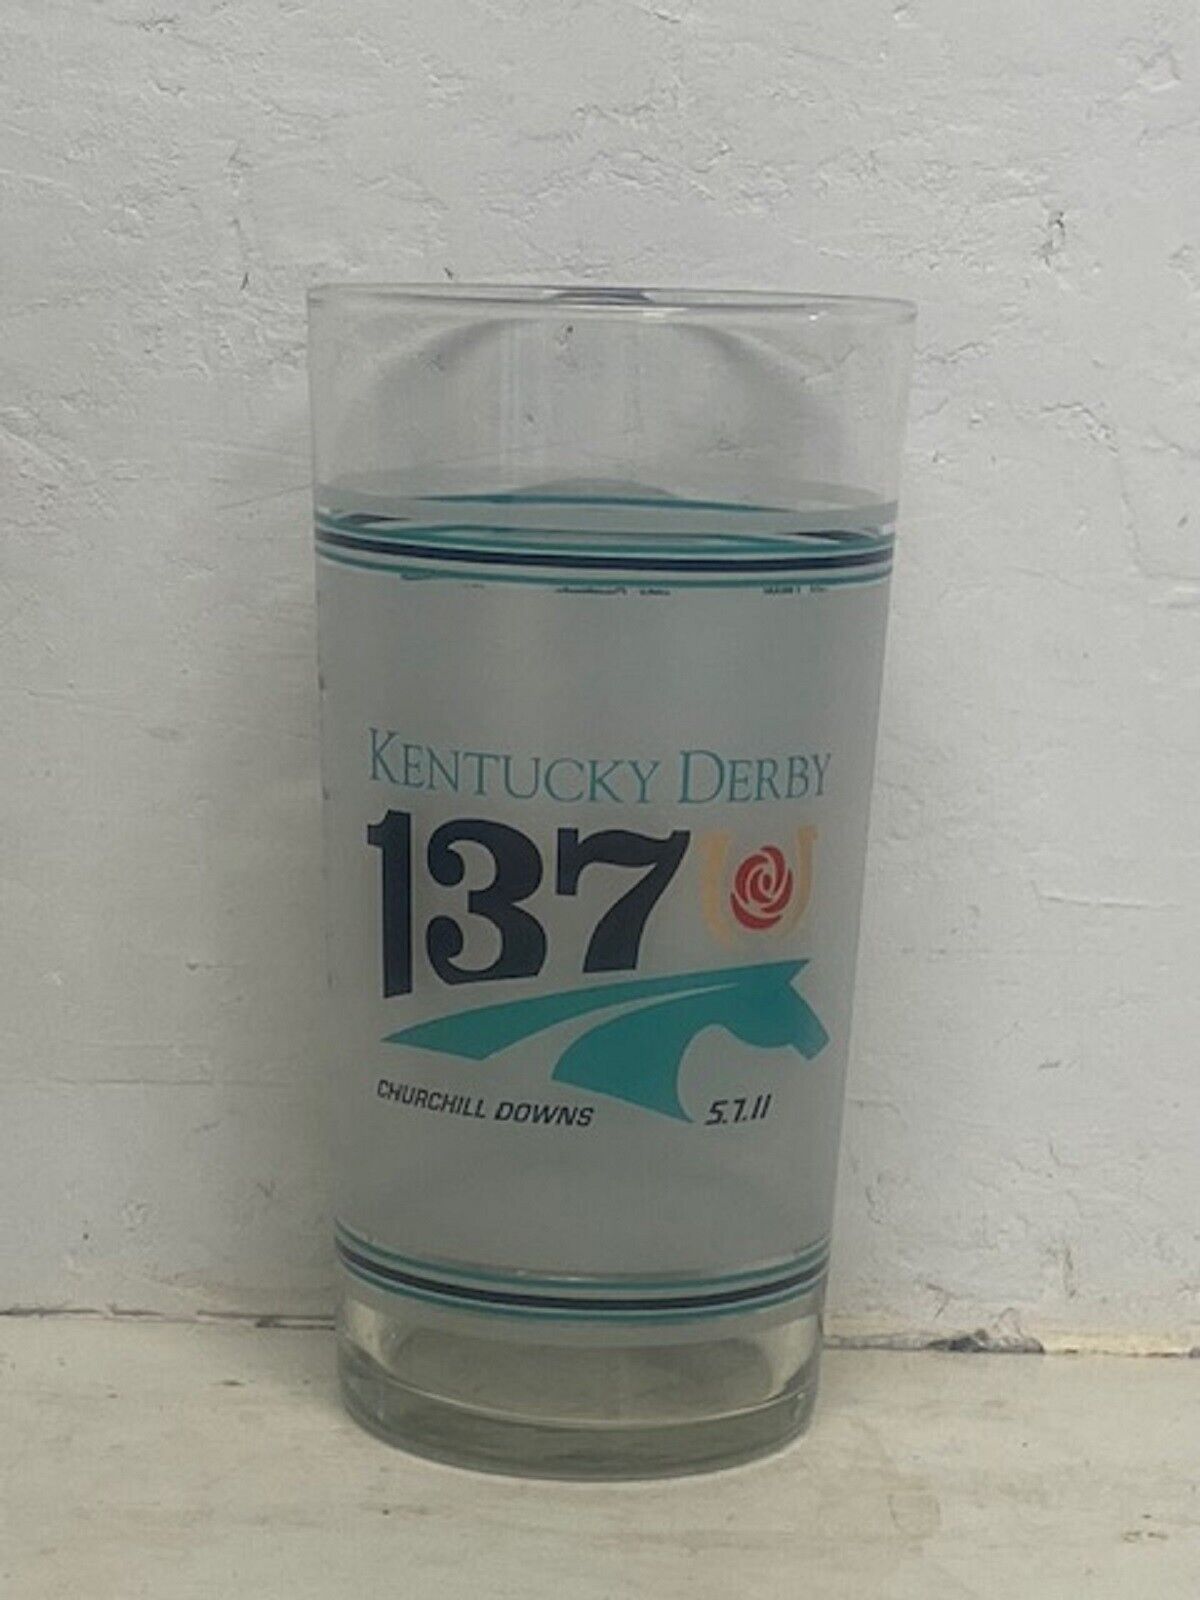 KENTUCKY DERBY
137
CHURCHILL DOWNS 5.7.11